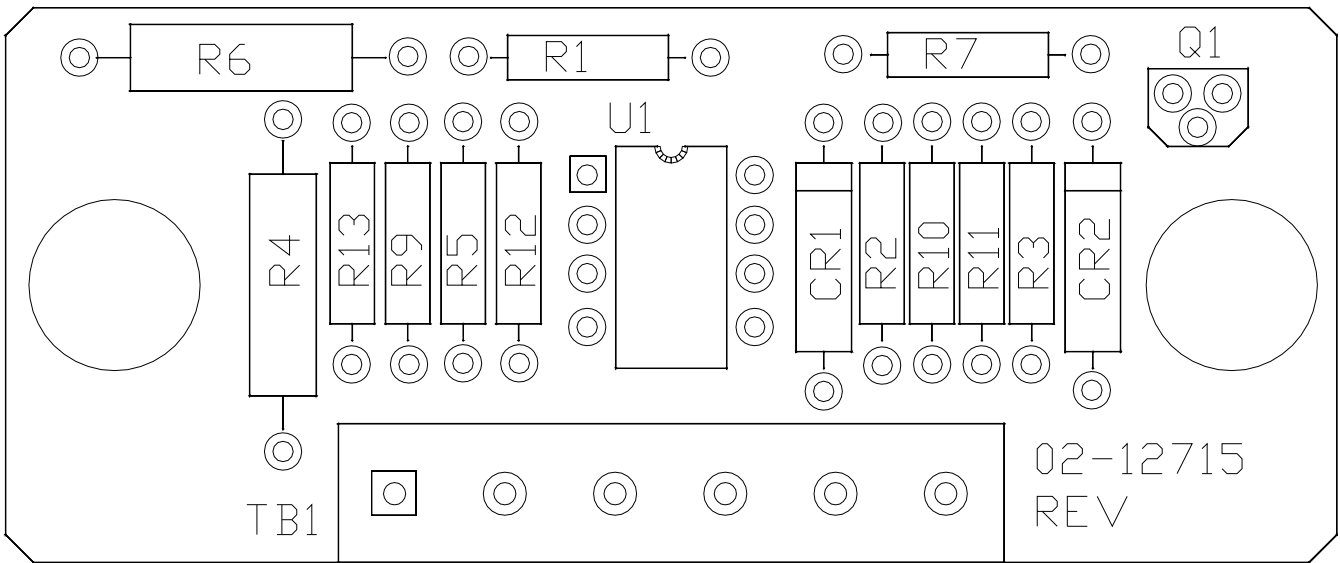 R6
R1
R7
Q1
U1
R4
R13
R9
R5
R12
CR1
R2
R10
R11
R3
CR2
TB1
02-12715
REV